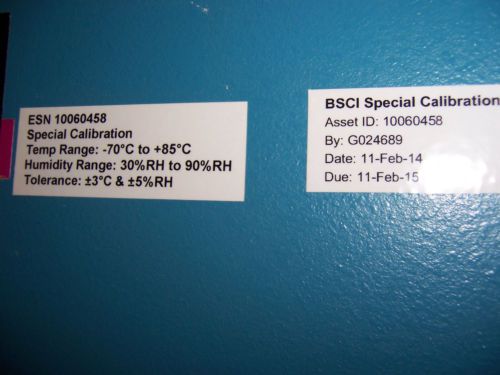 ESN 10060458
Special Calibration
Temp Range: -70°C to +85°C
Humidity Range: 30%RH to 90%RH
Tolerance: ±3°C & ±5%RH
BSCI Special Calibration
Asset ID: 10060458
By: G024689
Date: 11-Feb-14
Due: 11-Feb-15